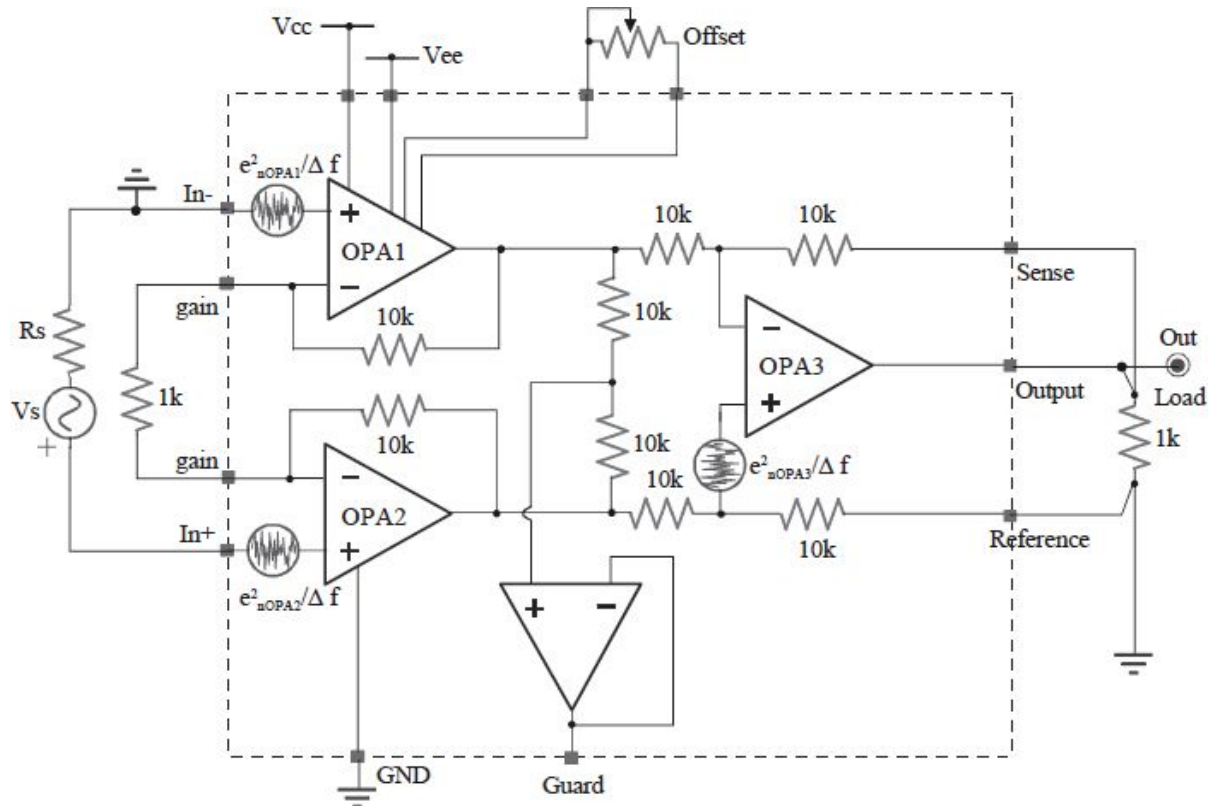 Vcc
Vee
Offset
e²nOPA1/Δ f
In-
+
OPA1
−
10k
10k
Sense
gain
10k
10k
Rs
Vs
+
1k
−
OPA3
+
Out
Output
Load
1k
10k
10k
gain
−
OPA2
+
In+
e²nOPA3/Δ f
10k
10k
Reference
e²nOPA2/Δ f
+
−
GND
Guard